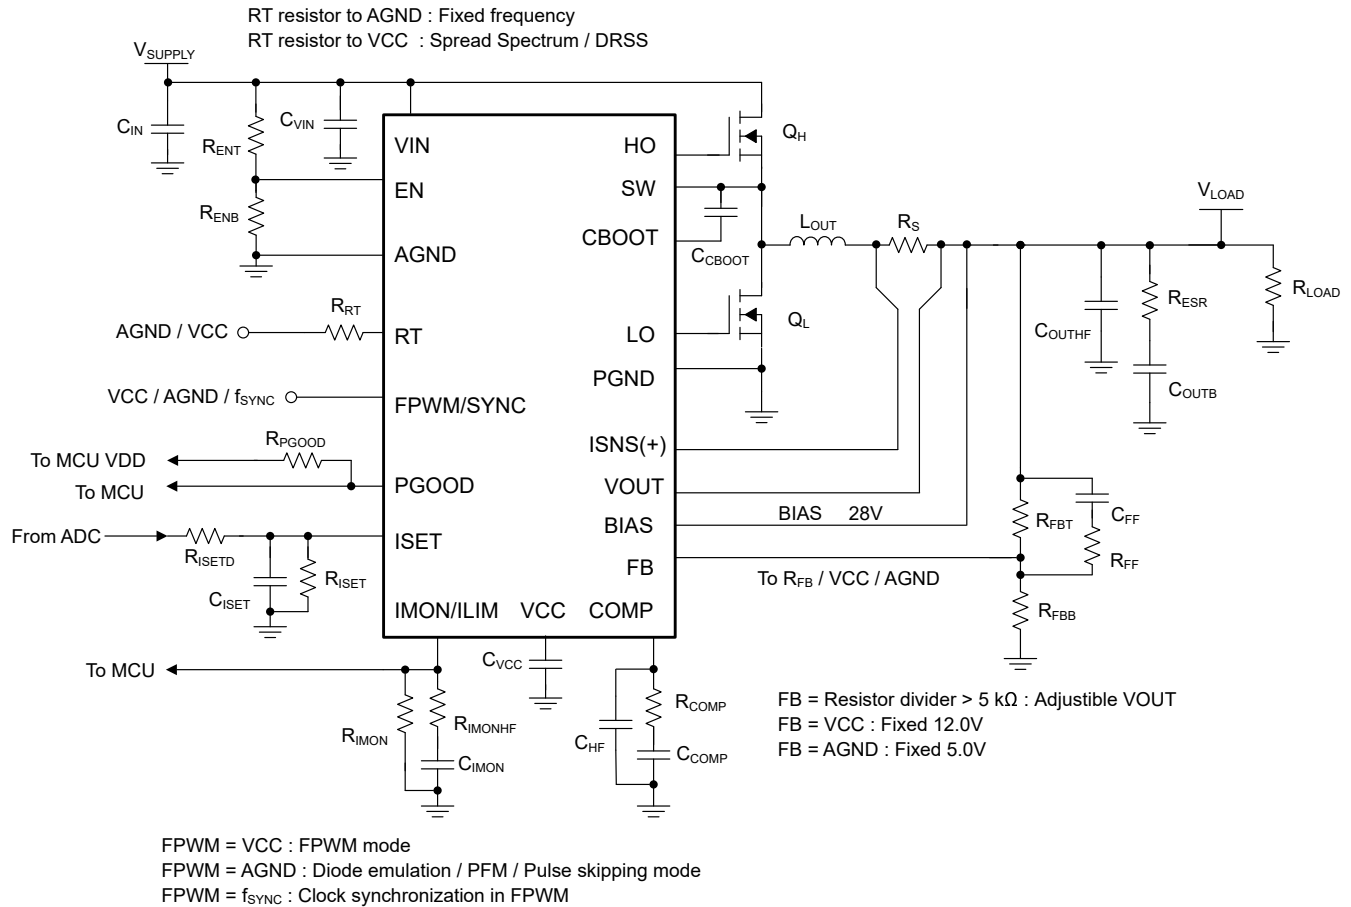 RT resistor to AGND : Fixed frequency
RT resistor to VCC : Spread Spectrum / DRSS
VSUPPLY
CIN
RENT
CVIN
RENB
VIN
EN
AGND
RT
FPWM/SYNC
PGOOD
ISET
IMON/ILIM
VCC
COMP
HO
SW
CBOOT
LO
PGND
ISNS(+)
VOUT
BIAS
FB
QH
CCBOOT
LOUT
RS
QL
VLOAD
RLOAD
RESR
COUTHF
COUTB
RRT
AGND / VCC
VCC / AGND / fSYNC
RPGOOD
To MCU VDD
To MCU
From ADC
RISETD
CISET
RISET
BIAS 28V
To RFB / VCC / AGND
RFBT
CFF
RFF
RFBB
To MCU
RIMON
RIMONHF
CIMON
CVCC
CHF
RCOMP
CCOMP
FB = Resistor divider > 5 kΩ : Adjustible VOUT
FB = VCC : Fixed 12.0V
FB = AGND : Fixed 5.0V
FPWM = VCC : FPWM mode
FPWM = AGND : Diode emulation / PFM / Pulse skipping mode
FPWM = fSYNC : Clock synchronization in FPWM